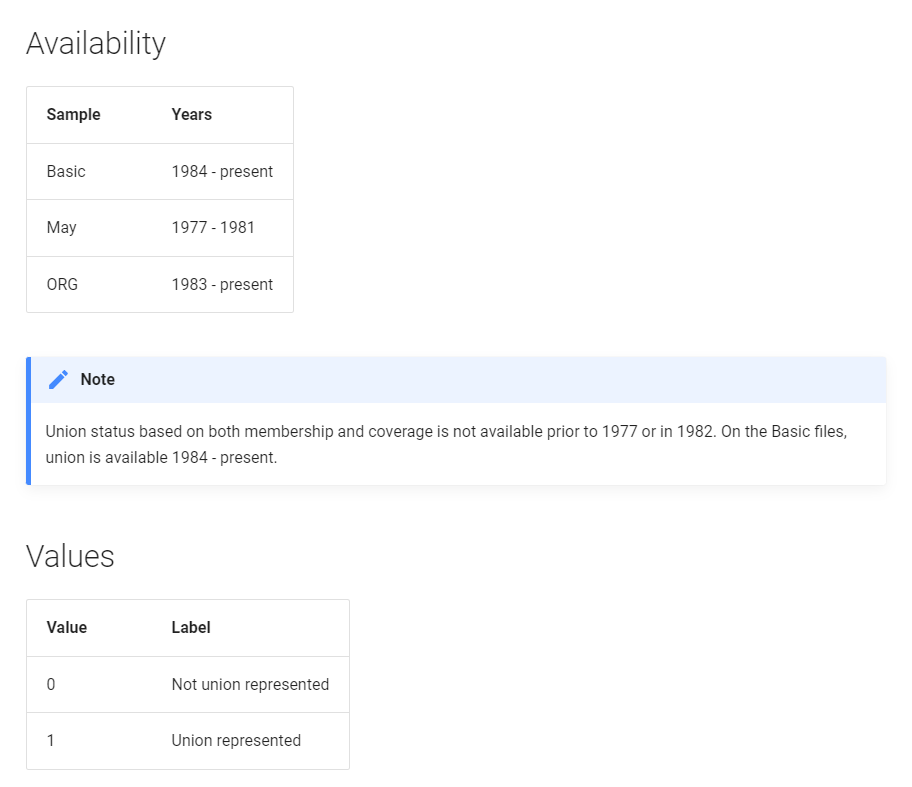 Availability
Sample Years
Basic 1984 - present
May 1977 - 1981
ORG 1983 - present
Note
Union status based on both membership and coverage is not available prior to 1977 or in 1982. On the Basic files,
union is available 1984 - present.
Values
Value Label
0 Not union represented
1 Union represented